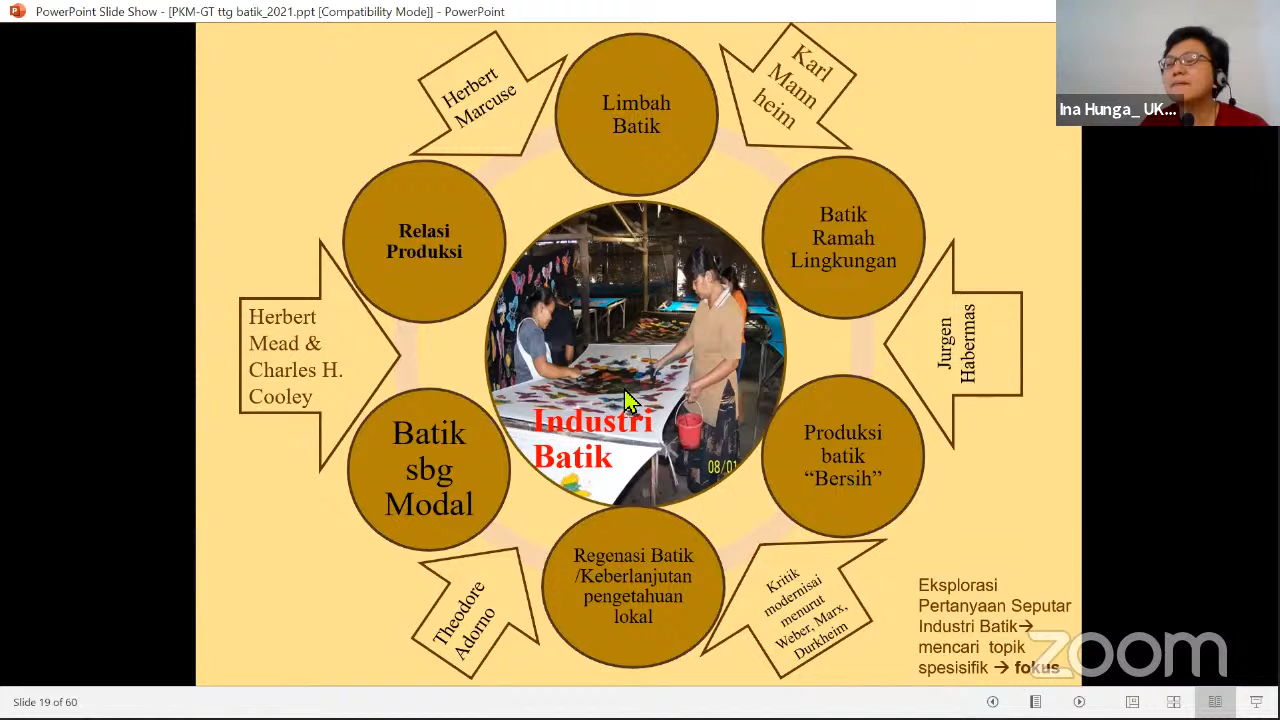 PowerPoint Slide Show - [PKM-GT ttg batik_2021.ppt [Compatibility Mode]] - PowerPoint
Ina Hunga_ UK...
Herbert
Marcuse
Limbah
Batik
Karl
Mann
heim
Relasi
Produksi
Batik
Ramah
Lingkungan
Herbert
Mead &
Charles H.
Cooley
Jurgen
Habermas
Industri
Batik
08/01
Batik
sbg
Modal
Produksi
batik
“Bersih”
Theodore
Adorno
Regenasi Batik
/Keberlanjutan
pengetahuan
lokal
Kritik
modernisai
menurut
Weber, Marx,
Durkheim
Eksplorasi
Pertanyaan Seputar
Industri Batik→
mencari topik
spesisifik → fokus
zoom
Slide 19 of 60